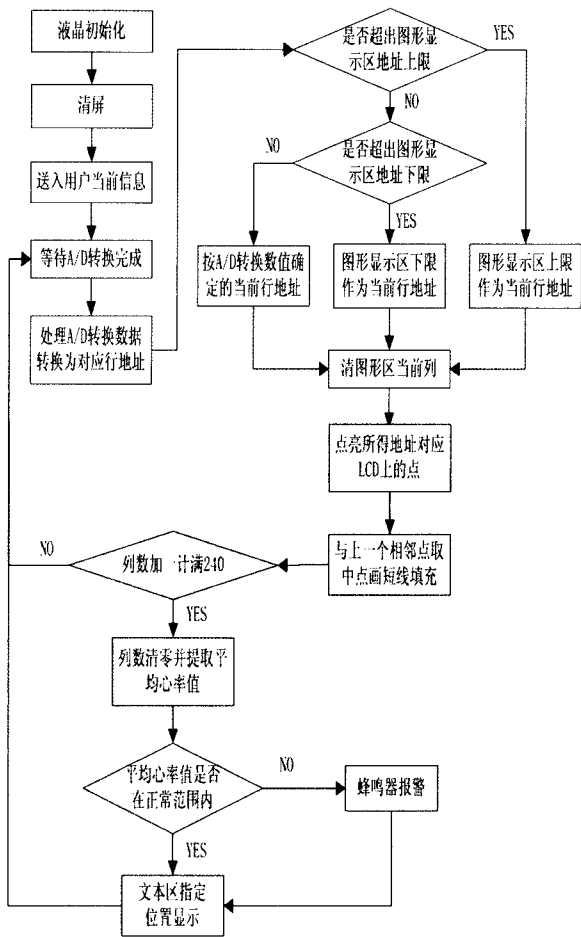 液晶初始化
清屏
送入用户当前信息
等待A/D转换完成
处理A/D转换数据
转换为对应行地址
是否超出图形显
示区地址上限
YES
NO
是否超出图形显
示区地址下限
NO
YES
按A/D转换数值确
定的当前行地址
图形显示区下限
作为当前行地址
图形显示区上限
作为当前行地址
清图形区当前列
点亮所得地址对应
LCD上的点
与上一个相邻点取
中点画短线填充
列数加一计满240
NO
YES
列数清零并提取平
均心率值
平均心率值是否
在正常范围内
NO
YES
蜂鸣器报警
文本区指定
位置显示